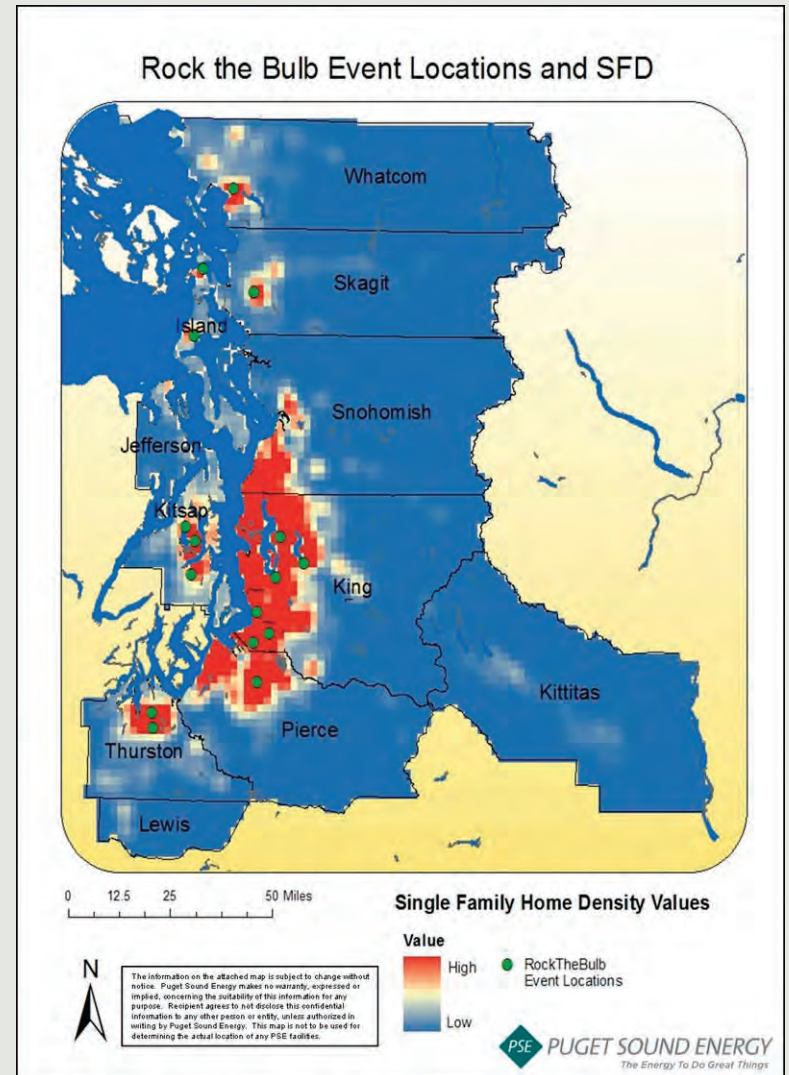 Rock the Bulb Event Locations and SFD
Whatcom
Skagit
Island
Snohomish
Jefferson
Kitsap
King
Kittitas
Pierce
Thurston
Lewis
0 12.5 25 50 Miles
Single Family Home Density Values
Value
High
Low
RockTheBulb
Event Locations
N
The information on the attached map is subject to change without
notice. Puget Sound Energy makes no warranty, expressed or
implied, concerning the suitability of this information for any
purpose. Recipient agrees to not disclose this confidential
information to any other person or entity, unless authorized in
writing by Puget Sound Energy. This map is not to be used for
determining the actual location of any PSE facilities.
PSE PUGET SOUND ENERGY
The Energy To Do Great Things